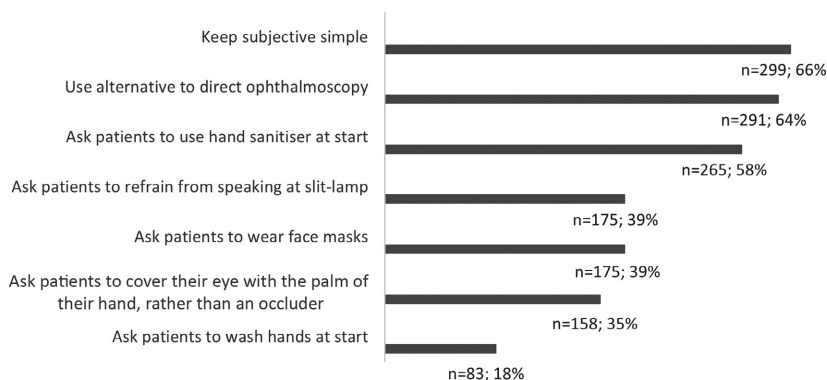 Keep subjective simple
n=299; 66%
Use alternative to direct ophthalmoscopy
n=291; 64%
Ask patients to use hand sanitiser at start
n=265; 58%
Ask patients to refrain from speaking at slit-lamp
n=175; 39%
Ask patients to wear face masks
n=175; 39%
Ask patients to cover their eye with the palm of
their hand, rather than an occluder
n=158; 35%
Ask patients to wash hands at start
n=83; 18%